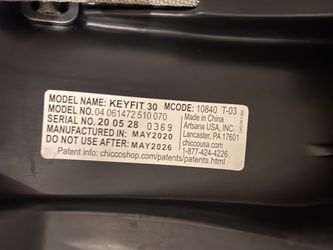 MODEL NAME: KEYFIT 30 MCODE: 10840 T-03
MODEL NO. 04 061472 510 070
SERIAL NO. 20 05 28 0369
MANUFACTURED IN MAY2020
DO NOT USE AFTER: MAY2026
Made in China
Artsana USA, INC.
Lancaster, PA 17601
chiccousa.com
1-877-424-4226
Patent info: chiccoshop.com/patents/patents.html